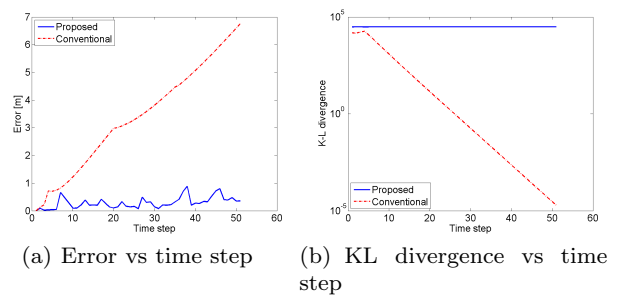 7
6
5
4
3
2
1
0
Error [m]
Proposed
Conventional
0 10 20 30 40 50 60
Time step
10^5
10^0
10^-5
K-L divergence
Proposed
Conventional
0 10 20 30 40 50 60
Time step
(a) Error vs time step
(b) KL divergence vs time
step